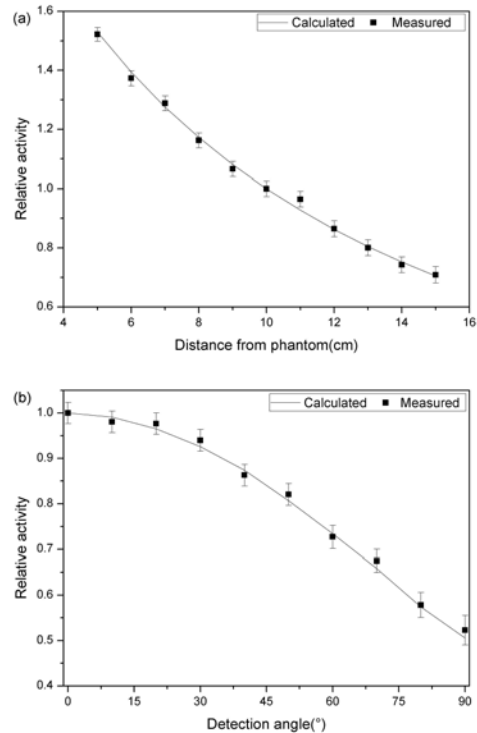 (a)
Calculated
Measured
1.6
1.4
1.2
1.0
0.8
0.6
Relative activity
4
6
8
10
12
14
16
Distance from phantom(cm)
(b)
Calculated
Measured
1.0
0.9
0.8
0.7
0.6
0.5
0.4
Relative activity
0
15
30
45
60
75
90
Detection angle(°)